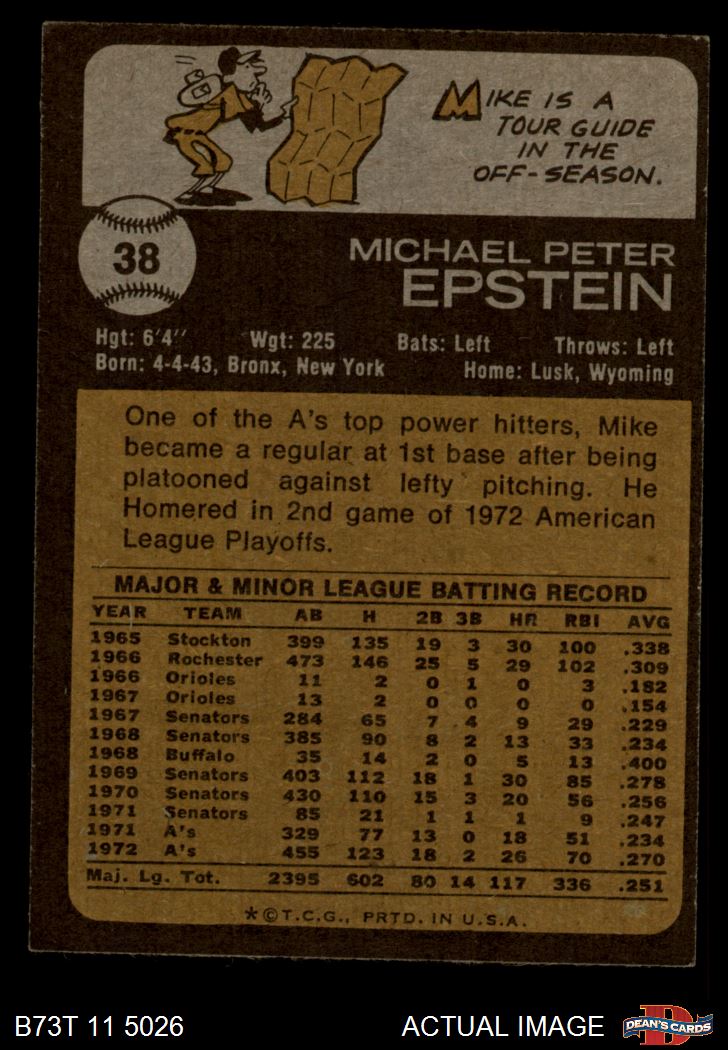 MIKE IS A
TOUR GUIDE
IN THE
OFF-SEASON.
38
MICHAEL PETER
EPSTEIN
Hgt: 6'4" Wgt: 225 Bats: Left Throws: Left
Born: 4-4-43, Bronx, New York Home: Lusk, Wyoming
One of the A's top power hitters, Mike
became a regular at 1st base after being
platooned against lefty pitching. He
Homered in 2nd game of 1972 American
League Playoffs.
MAJOR & MINOR LEAGUE BATTING RECORD
YEAR TEAM AB H 2B 3B HR RBI AVG
1965 Stockton 399 135 19 3 30 100 .338
1966 Rochester 473 146 25 5 29 102 .309
1966 Orioles 11 2 0 1 0 3 .182
1967 Orioles 13 2 0 0 0 0 .154
1967 Senators 284 65 7 4 9 29 .229
1968 Senators 385 90 8 2 13 33 .234
1968 Buffalo 35 14 2 0 5 13 .400
1969 Senators 403 112 18 1 30 85 .278
1970 Senators 430 110 15 3 20 56 .256
1971 Senators 85 21 1 1 1 9 .247
1971 A's 329 77 13 0 18 51 .234
1972 A's 455 123 18 2 26 70 .270
Maj. Lg. Tot. 2395 602 80 14 117 336 .251
*©T.C.G., PRTD. IN U.S.A.
B73T 11 5026 ACTUAL IMAGE
D
DEAN'S CARDS